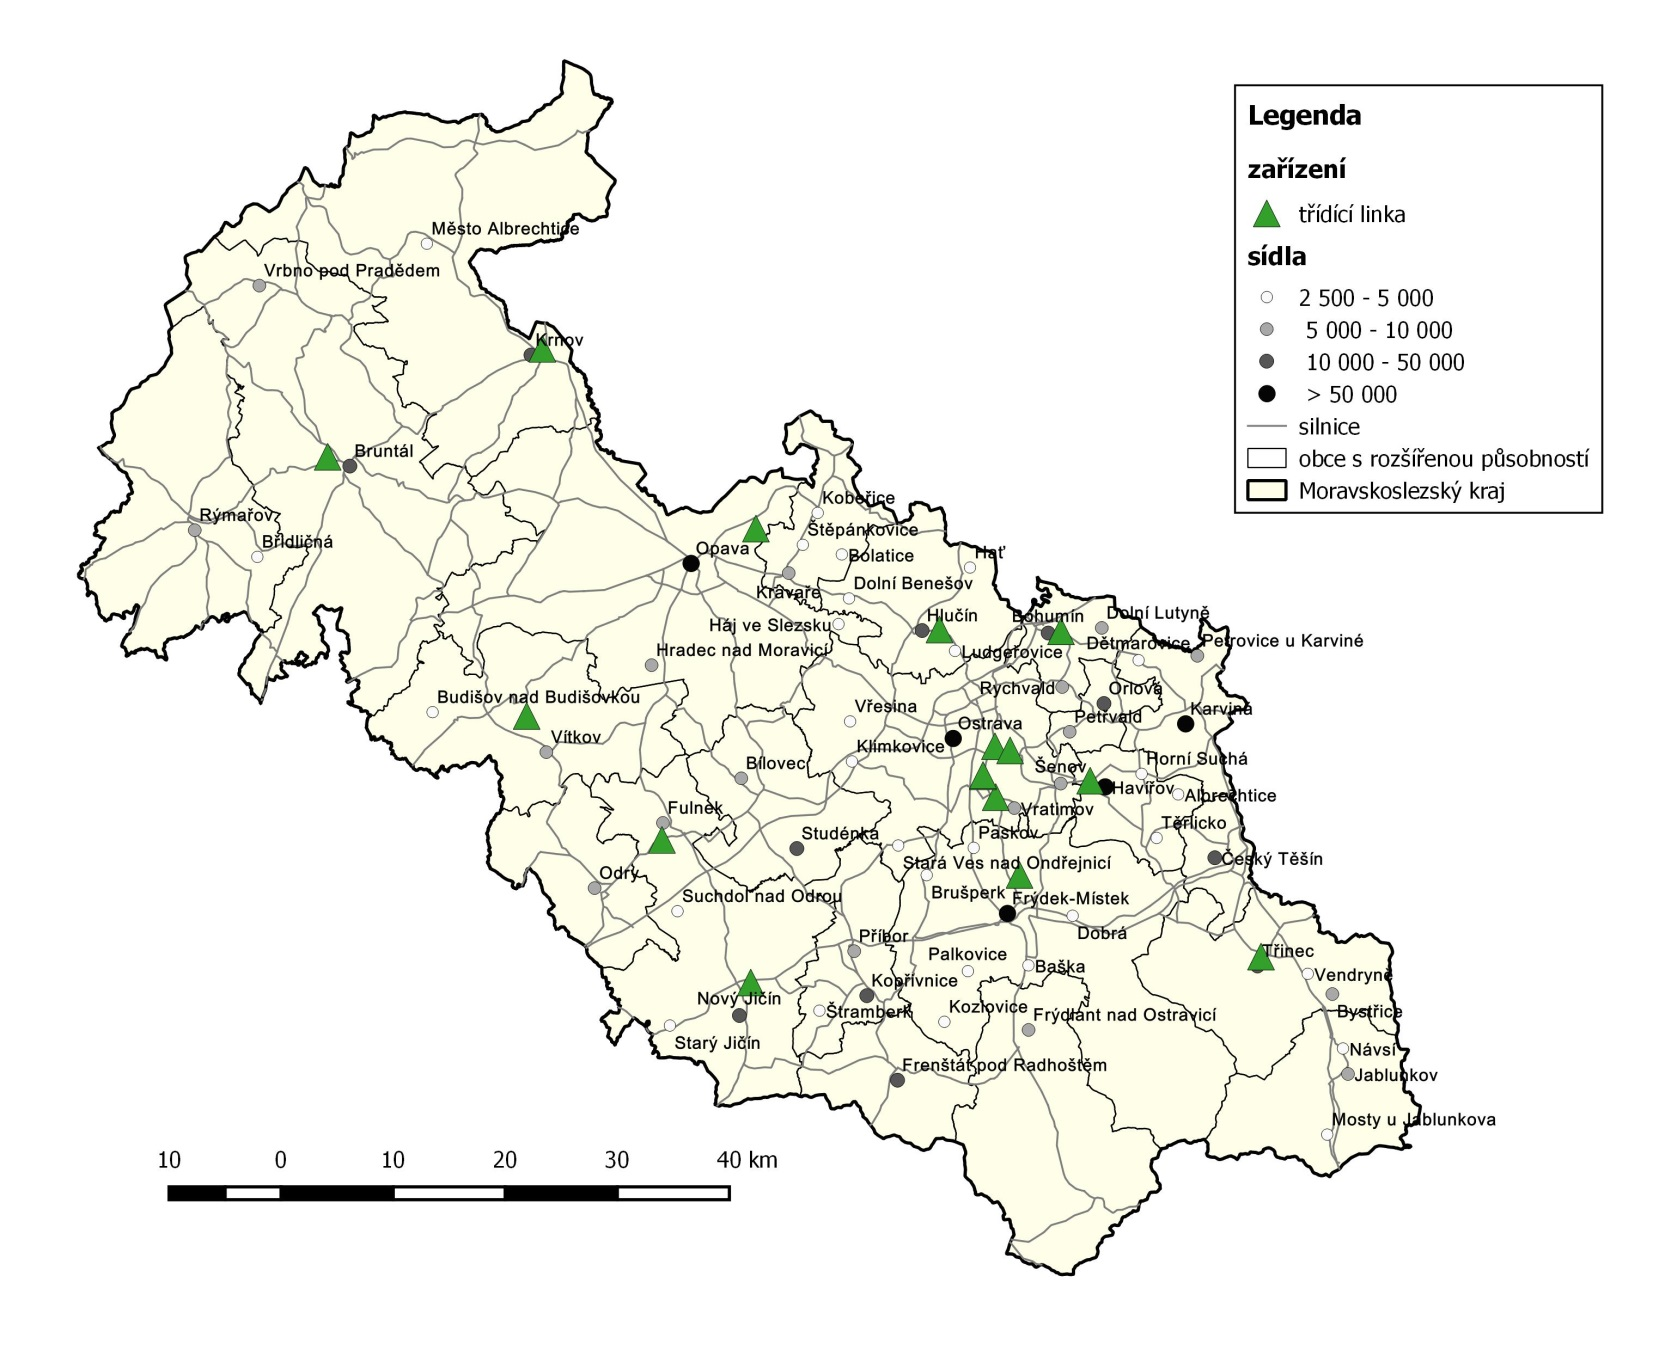 Legenda
zařízení
třídící linka
sídla
2 500 - 5 000
5 000 - 10 000
10 000 - 50 000
> 50 000
silnice
obce s rozšířenou působností
Moravskoslezský kraj
Město Albrechtice
Vrbno pod Pradědem
Krnov
Bruntál
Rýmařov
Břidličná
Kobeřice
Štěpánkovice
Opava
Bolatice
Hať
Dolní Benešov
Kravaře
Hlučín
Bohumín
Dolní Lutyně
Háj ve Slezsku
Dětmarovice
Petrovice u Karviné
Hradec nad Moravicí
Ludgeřovice
Rychvald
Orlová
Budišov nad Budišovkou
Vřesina
Karviná
Petřvald
Ostrava
Vítkov
Klimkovice
Horní Suchá
Bílovec
Šenov
Havířov
Albrechtice
Fulnek
Vratimov
Těrlicko
Studénka
Paskov
Stará Ves nad Ondřejnicí
Český Těšín
Odry
Suchdol nad Odrou
Brušperk
Frýdek-Místek
Dobrá
Příbor
Palkovice
Třinec
Baška
Vendryně
Kopřivnice
Nový Jičín
Štramberk
Kozlovice
Frýdlant nad Ostravicí
Bystřice
Starý Jičín
Návsí
Frenštát pod Radhoštěm
Jablunkov
Mosty u Jablunkova
10 0 10 20 30 40 km